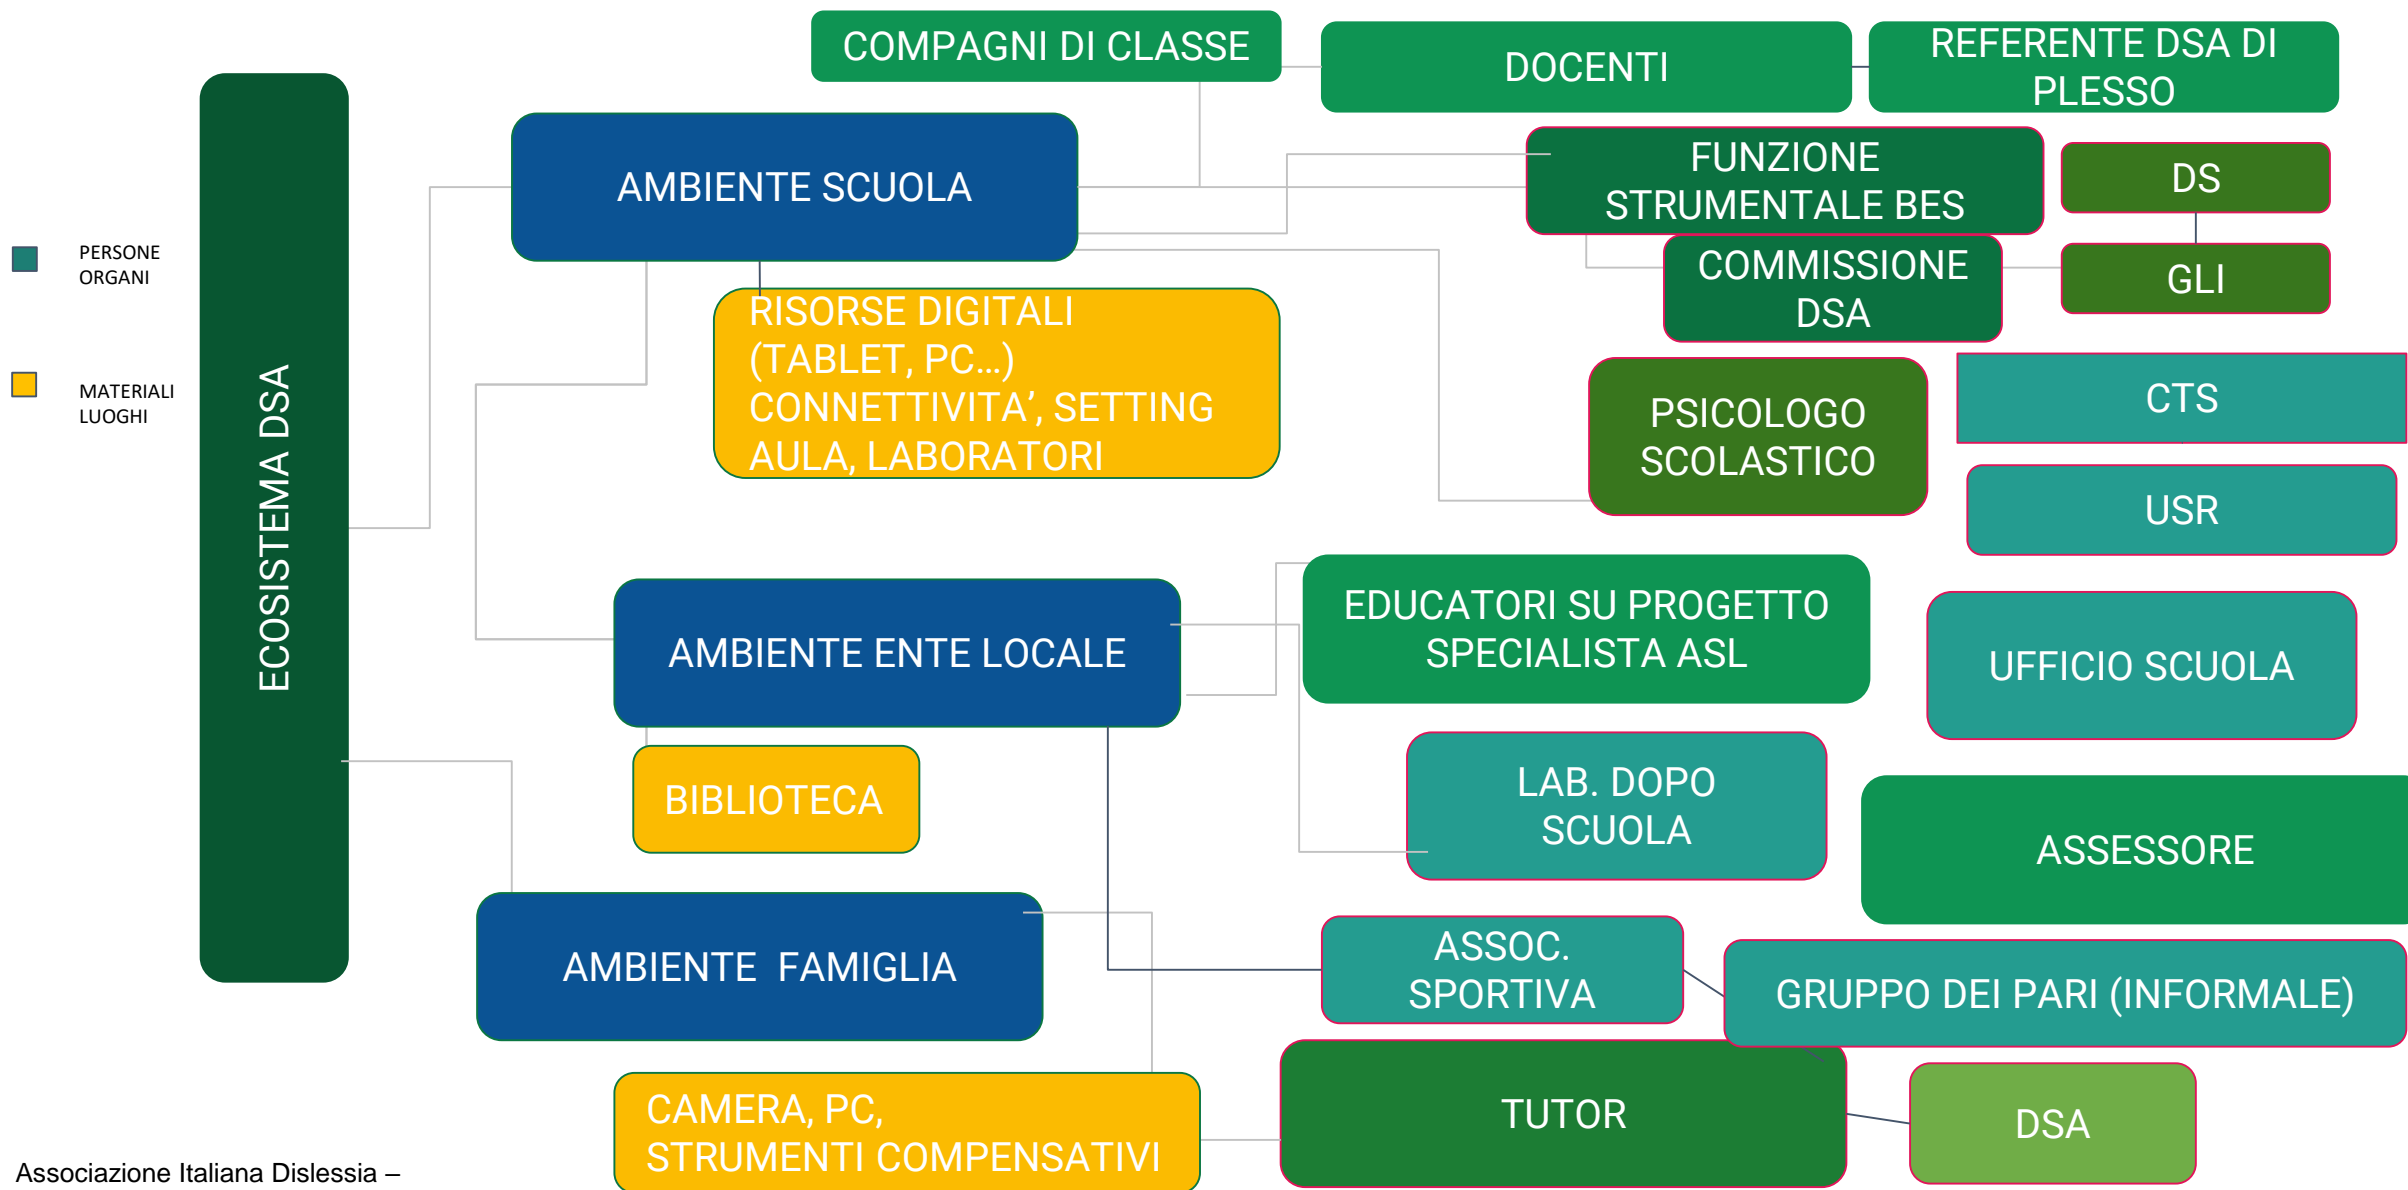 COMPAGNI DI CLASSE
DOCENTI
REFERENTE DSA DI
PLESSO
AMBIENTE SCUOLA
FUNZIONE
STRUMENTALE BES
DS
PERSONE
ORGANI
COMMISSIONE
DSA
GLI
RISORSE DIGITALI
(TABLET, PC...)
CONNETTIVITA’, SETTING
AULA, LABORATORI
MATERIALI
LUOGHI
ECOSISTEMA DSA
PSICOLOGO
SCOLASTICO
CTS
USR
AMBIENTE ENTE LOCALE
EDUCATORI SU PROGETTO
SPECIALISTA ASL
UFFICIO SCUOLA
BIBLIOTECA
LAB. DOPO
SCUOLA
ASSESSORE
AMBIENTE  FAMIGLIA
ASSOC.
SPORTIVA
GRUPPO DEI PARI (INFORMALE)
CAMERA, PC,
STRUMENTI COMPENSATIVI
TUTOR
DSA
Associazione Italiana Dislessia –